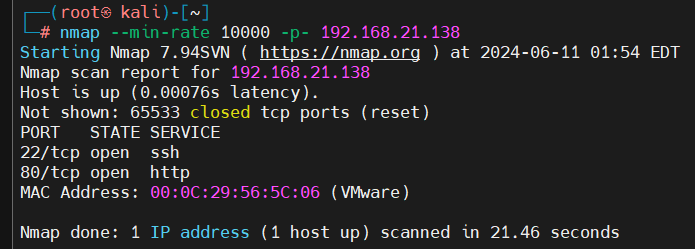 ┌──(root㉿ kali)-[~]
└─# nmap --min-rate 10000 -p- 192.168.21.138
Starting Nmap 7.94SVN ( https://nmap.org ) at 2024-06-11 01:54 EDT
Nmap scan report for 192.168.21.138
Host is up (0.00076s latency).
Not shown: 65533 closed tcp ports (reset)
PORT   STATE SERVICE
22/tcp open  ssh
80/tcp open  http
MAC Address: 00:0C:29:56:5C:06 (VMware)
Nmap done: 1 IP address (1 host up) scanned in 21.46 seconds